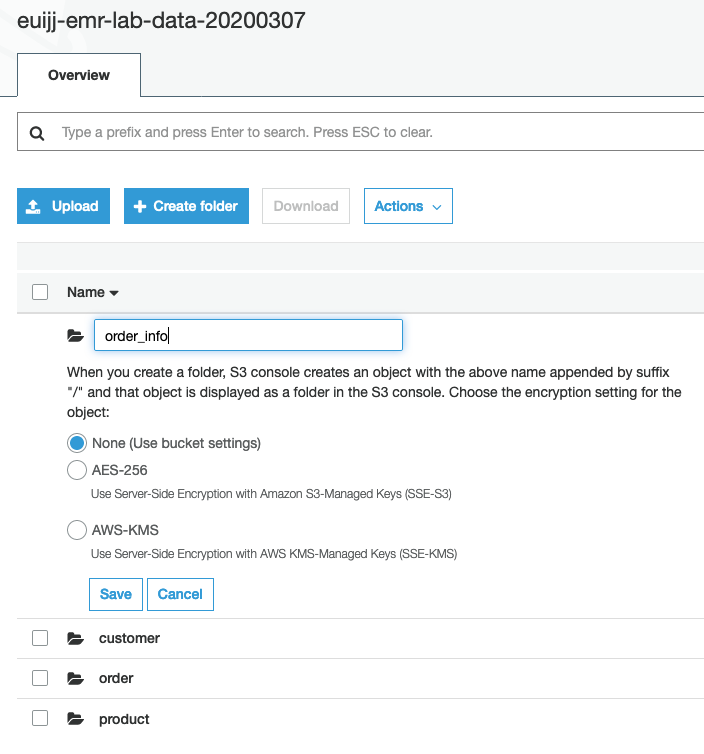 euijj-emr-lab-data-20200307
Overview
Type a prefix and press Enter to search. Press ESC to clear.
Upload Create folder Download Actions
Name
order_info
When you create a folder, S3 console creates an object with the above name appended by suffix
"/" and that object is displayed as a folder in the S3 console. Choose the encryption setting for the
object:
None (Use bucket settings)
AES-256
Use Server-Side Encryption with Amazon S3-Managed Keys (SSE-S3)
AWS-KMS
Use Server-Side Encryption with AWS KMS-Managed Keys (SSE-KMS)
Save Cancel
customer
order
product